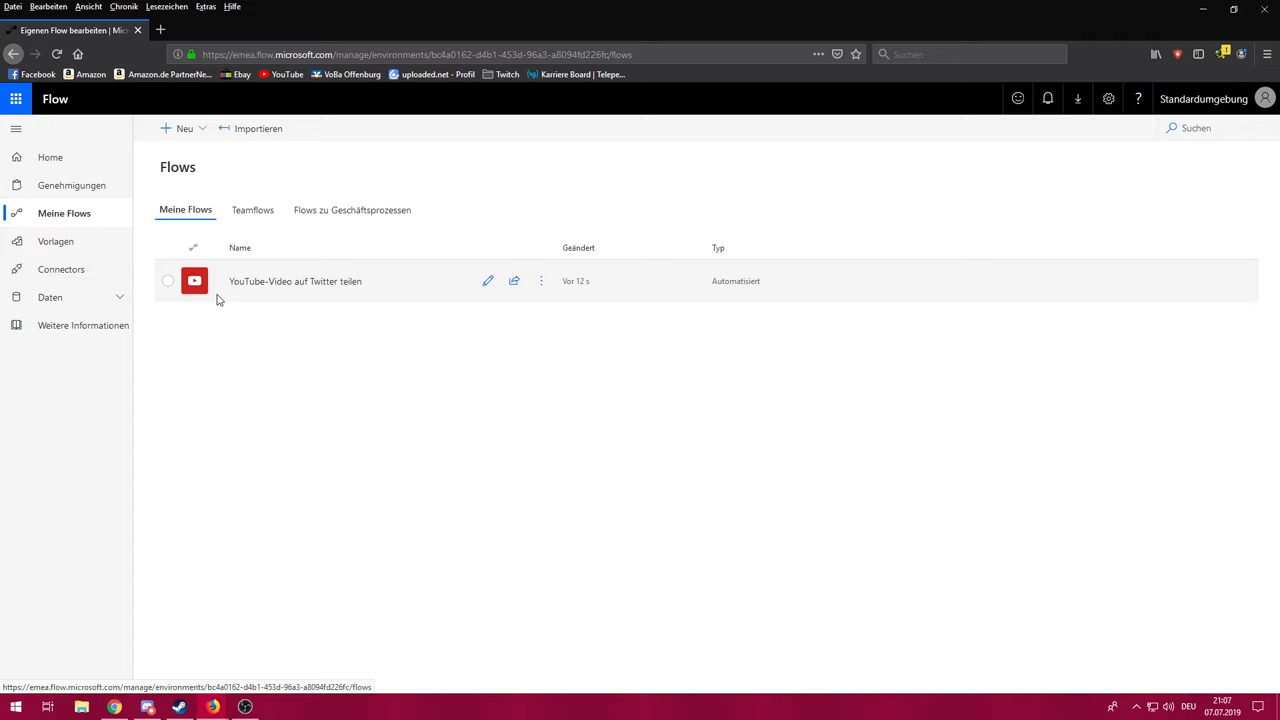 Datei Bearbeiten Ansicht Chronik Lesezeichen Extras Hilfe
Eigenen Flow bearbeiten | Mic
https://emea.flow.microsoft.com/manage/environments/bc4a0162-d4b1-453d-96a3-a8094fd226fc/flows
Suchen
Facebook Amazon Amazon.de PartnerNe... Ebay YouTube VoBa Offenburg uploaded.net - Profil Twitch Karriere Board | Telepe...
1
Flow
? Standardumgebung
Neu Importieren
Suchen
Home
Genehmigungen
Meine Flows
Vorlagen
Connectors
Daten
Weitere Informationen
Flows
Meine Flows Teamflows Flows zu Geschäftsprozessen
Name Geändert Typ
YouTube-Video auf Twitter teilen Vor 12 s Automatisiert
https://emea.flow.microsoft.com/manage/environments/bc4a0162-d4b1-453d-96a3-a8094fd226fc/flows
DEU
21:07
07.07.2019